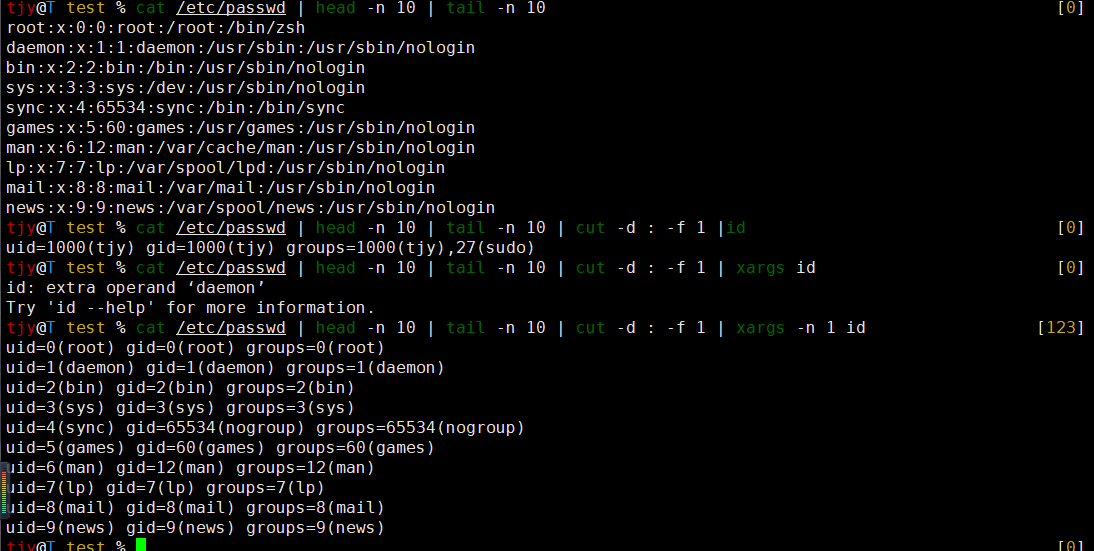 tjy@T test % cat /etc/passwd | head -n 10 | tail -n 10 [0]
root:x:0:0:root:/root:/bin/zsh
daemon:x:1:1:daemon:/usr/sbin:/usr/sbin/nologin
bin:x:2:2:bin:/bin:/usr/sbin/nologin
sys:x:3:3:sys:/dev:/usr/sbin/nologin
sync:x:4:65534:sync:/bin:/bin/sync
games:x:5:60:games:/usr/games:/usr/sbin/nologin
man:x:6:12:man:/var/cache/man:/usr/sbin/nologin
lp:x:7:7:lp:/var/spool/lpd:/usr/sbin/nologin
mail:x:8:8:mail:/var/mail:/usr/sbin/nologin
news:x:9:9:news:/var/spool/news:/usr/sbin/nologin
tjy@T test % cat /etc/passwd | head -n 10 | tail -n 10 | cut -d : -f 1 |id [0]
uid=1000(tjy) gid=1000(tjy) groups=1000(tjy),27(sudo)
tjy@T test % cat /etc/passwd | head -n 10 | tail -n 10 | cut -d : -f 1 | xargs id [0]
id: extra operand ‘daemon’
Try 'id --help' for more information.
tjy@T test % cat /etc/passwd | head -n 10 | tail -n 10 | cut -d : -f 1 | xargs -n 1 id [123]
uid=0(root) gid=0(root) groups=0(root)
uid=1(daemon) gid=1(daemon) groups=1(daemon)
uid=2(bin) gid=2(bin) groups=2(bin)
uid=3(sys) gid=3(sys) groups=3(sys)
uid=4(sync) gid=65534(nogroup) groups=65534(nogroup)
uid=5(games) gid=60(games) groups=60(games)
uid=6(man) gid=12(man) groups=12(man)
uid=7(lp) gid=7(lp) groups=7(lp)
uid=8(mail) gid=8(mail) groups=8(mail)
uid=9(news) gid=9(news) groups=9(news)
tjy@T test % [0]